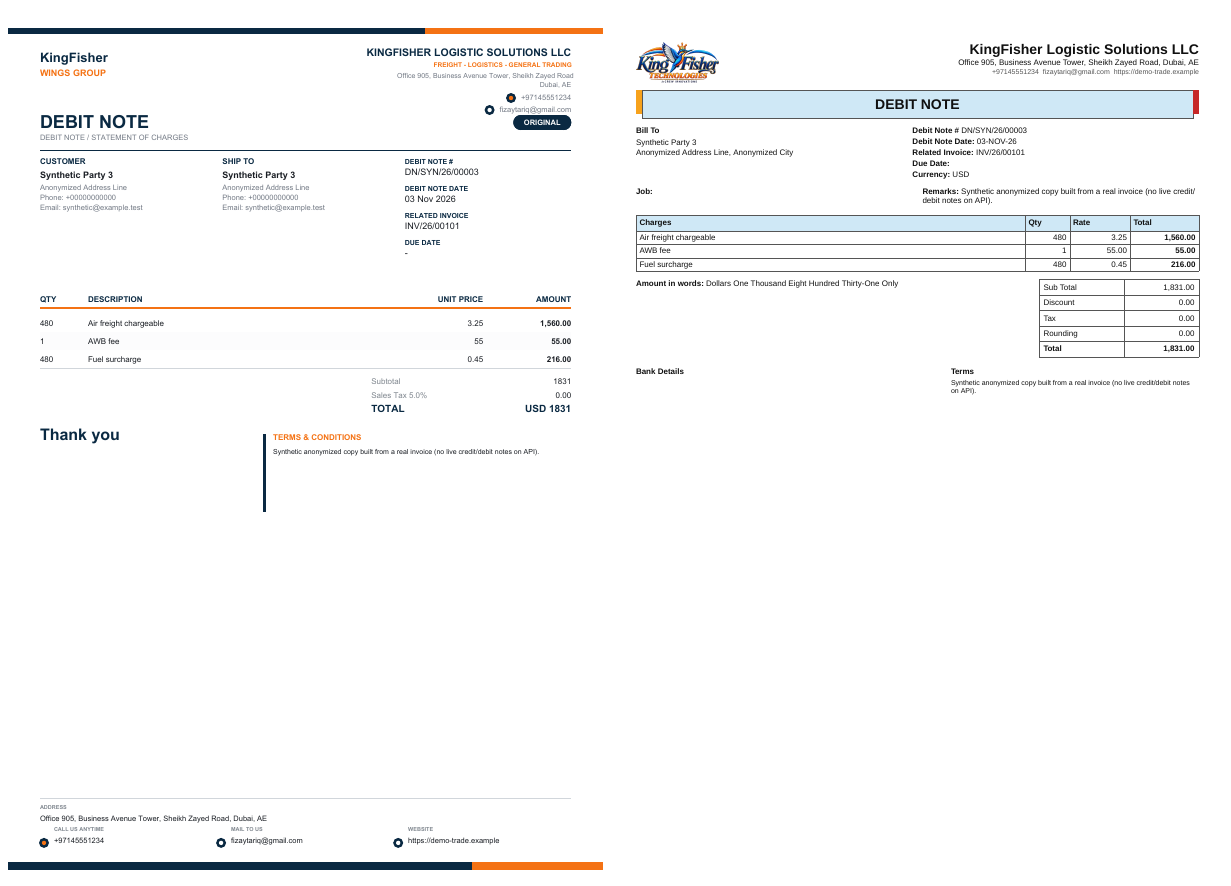 KingFisher
WINGS GROUP
KINGFISHER LOGISTIC SOLUTIONS LLC
FREIGHT - LOGISTICS - GENERAL TRADING
Office 905, Business Avenue Tower, Sheikh Zayed Road
Dubai, AE
+97145551234
fizaytariq@gmail.com
DEBIT NOTE
DEBIT NOTE / STATEMENT OF CHARGES
ORIGINAL
CUSTOMER
Synthetic Party 3
Anonymized Address Line
Phone: +00000000000
Email: synthetic@example.test
SHIP TO
Synthetic Party 3
Anonymized Address Line
Phone: +00000000000
Email: synthetic@example.test
DEBIT NOTE #
DN/SYN/26/00003
DEBIT NOTE DATE
03 Nov 2026
RELATED INVOICE
INV/26/00101
DUE DATE
-
QTY DESCRIPTION UNIT PRICE AMOUNT
480 Air freight chargeable 3.25 1,560.00
1 AWB fee 55 55.00
480 Fuel surcharge 0.45 216.00
Subtotal 1831
Sales Tax 5.0% 0.00
TOTAL USD 1831
Thank you
TERMS & CONDITIONS
Synthetic anonymized copy built from a real invoice (no live credit/debit notes on API).
ADDRESS
Office 905, Business Avenue Tower, Sheikh Zayed Road, Dubai, AE
CALL US ANYTIME
+97145551234
MAIL TO US
fizaytariq@gmail.com
WEBSITE
https://demo-trade.example
King Fisher
TECHNOLOGIES
KingFisher Logistic Solutions LLC
Office 905, Business Avenue Tower, Sheikh Zayed Road, Dubai, AE
+97145551234 fizaytariq@gmail.com https://demo-trade.example
DEBIT NOTE
Bill To
Synthetic Party 3
Anonymized Address Line, Anonymized City
Debit Note # DN/SYN/26/00003
Debit Note Date: 03-NOV-26
Related Invoice: INV/26/00101
Due Date:
Currency: USD
Job:
Remarks: Synthetic anonymized copy built from a real invoice (no live credit/
debit notes on API).
Charges Qty Rate Total
Air freight chargeable 480 3.25 1,560.00
AWB fee 1 55.00 55.00
Fuel surcharge 480 0.45 216.00
Amount in words: Dollars One Thousand Eight Hundred Thirty-One Only
Sub Total 1,831.00
Discount 0.00
Tax 0.00
Rounding 0.00
Total 1,831.00
Bank Details
Terms
Synthetic anonymized copy built from a real invoice (no live credit/debit notes
on API).